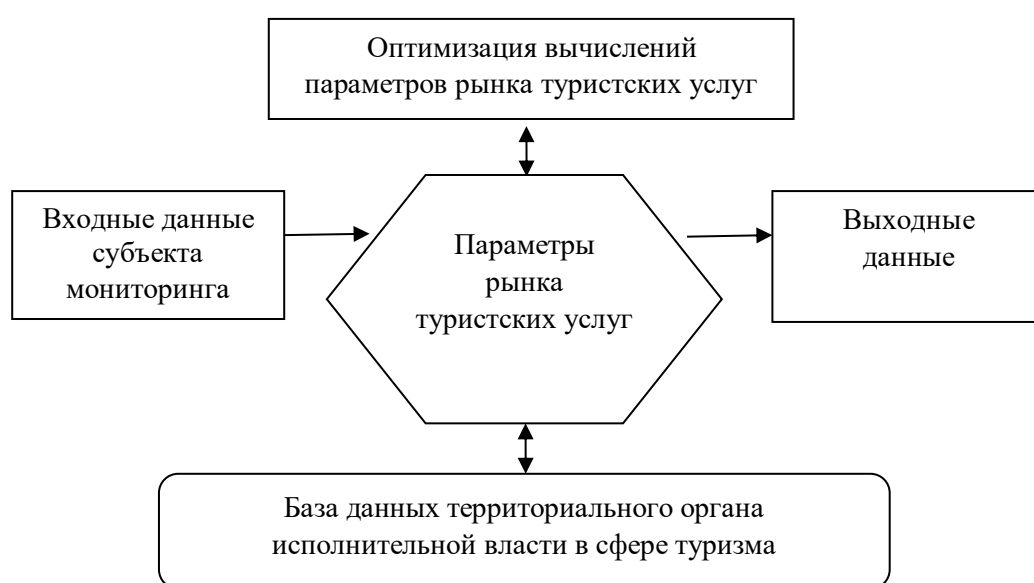 Оптимизация вычислений
параметров рынка туристских услуг
Входные данные
субъекта
мониторинга
Параметры
рынка
туристских услуг
Выходные
данные
База данных территориального органа
исполнительной власти в сфере туризма